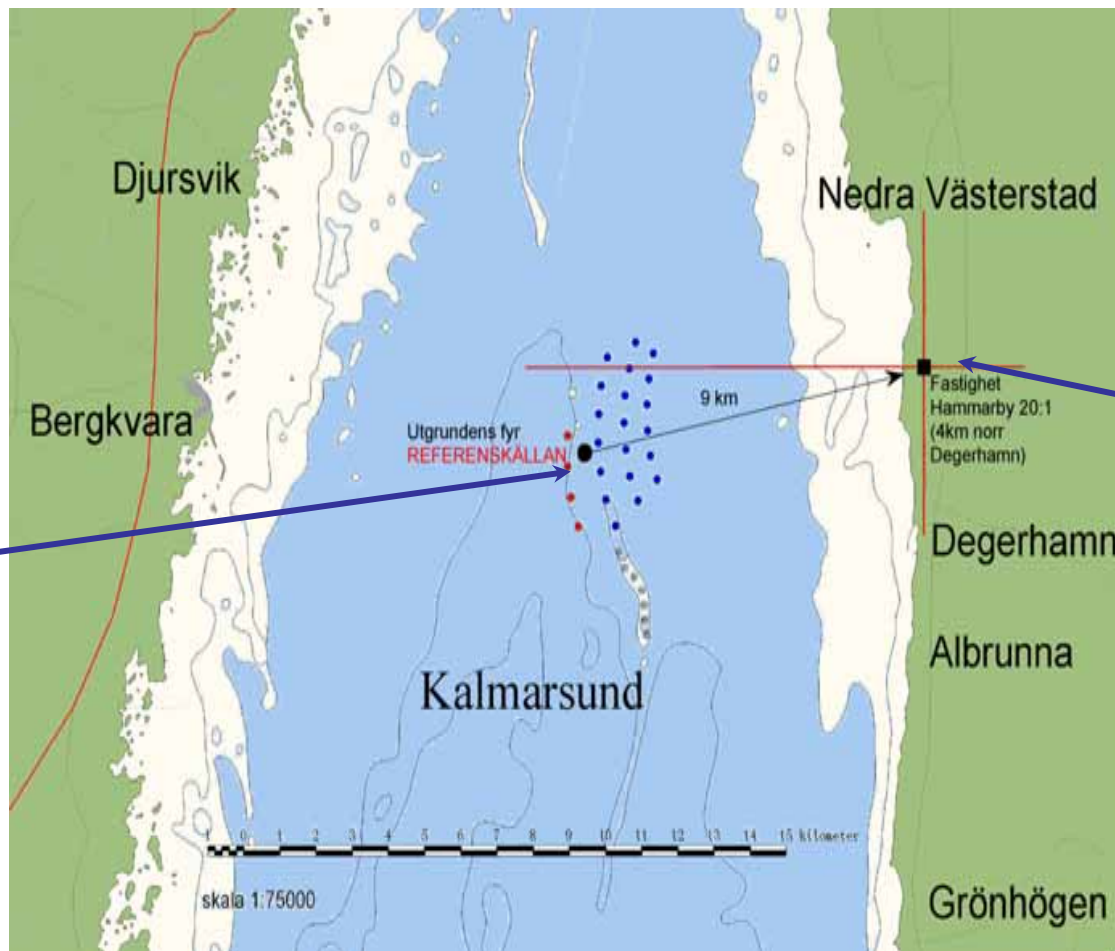 Djursvik
Nedra Västerstad
Bergkvara
9 km
Utgrundens fyr
REFERENSKÄLLAN
Fastighet
Hammarby 20:1
(4km norr
Degerhamn)
Degerhamn
Albrunna
Kalmarsund
1 0 1 2 3 4 5 6 7 8 9 10 11 12 13 14 15 kilometer
skala 1:75000
Grönhögen